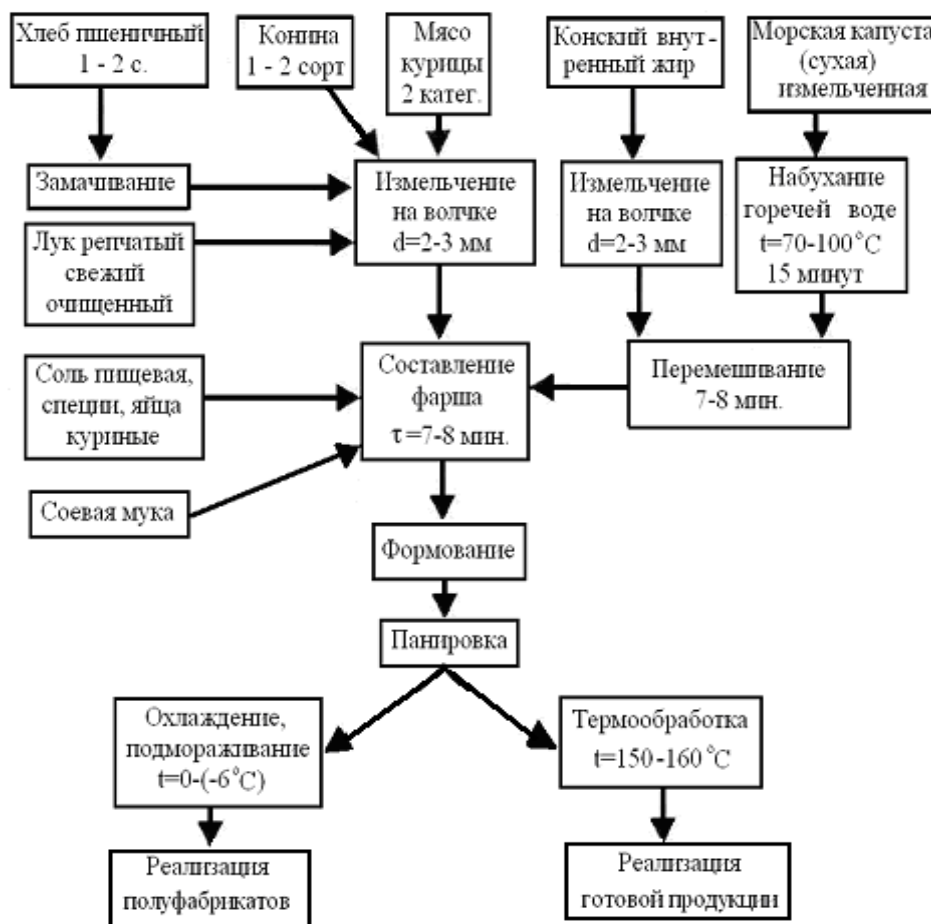 Хлеб пшеничный
1 - 2 с.
Конина
1 - 2 сорт
Мясо
курицы
2 катег.
Конский внут-
ренный жир
Морская капуста
(сухая)
измельченная
Замачивание
Измельчение
на волчке
d=2-3 мм
Измельчение
на волчке
d=2-3 мм
Набухание
горечей воде
t=70-100°C
15 минут
Лук репчатый
свежий
очищенный
Соль пищевая,
специи, яйца
куриные
Составление
фарша
τ=7-8 мин.
Перемешивание
7-8 мин.
Соевая мука
Формование
Панировка
Охлаждение,
подмораживание
t=0-(-6°C)
Термообработка
t=150-160°C
Реализация
полуфабрикатов
Реализация
готовой продукции